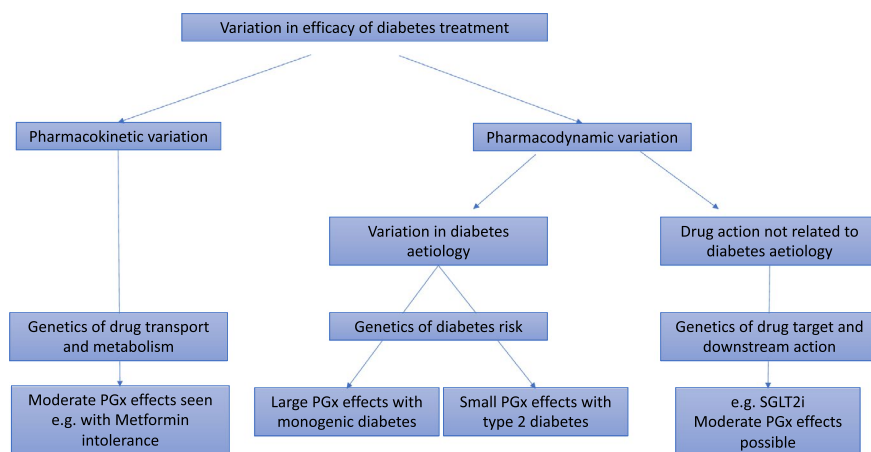 Variation in efficacy of diabetes treatment
Pharmacokinetic variation
Pharmacodynamic variation
Variation in diabetes
aetiology
Drug action not related to
diabetes aetiology
Genetics of drug transport
and metabolism
Genetics of diabetes risk
Genetics of drug target and
downstream action
Moderate PGx effects seen
e.g. with Metformin
intolerance
Large PGx effects with
monogenic diabetes
Small PGx effects with
type 2 diabetes
e.g. SGLT2i
Moderate PGx effects
possible